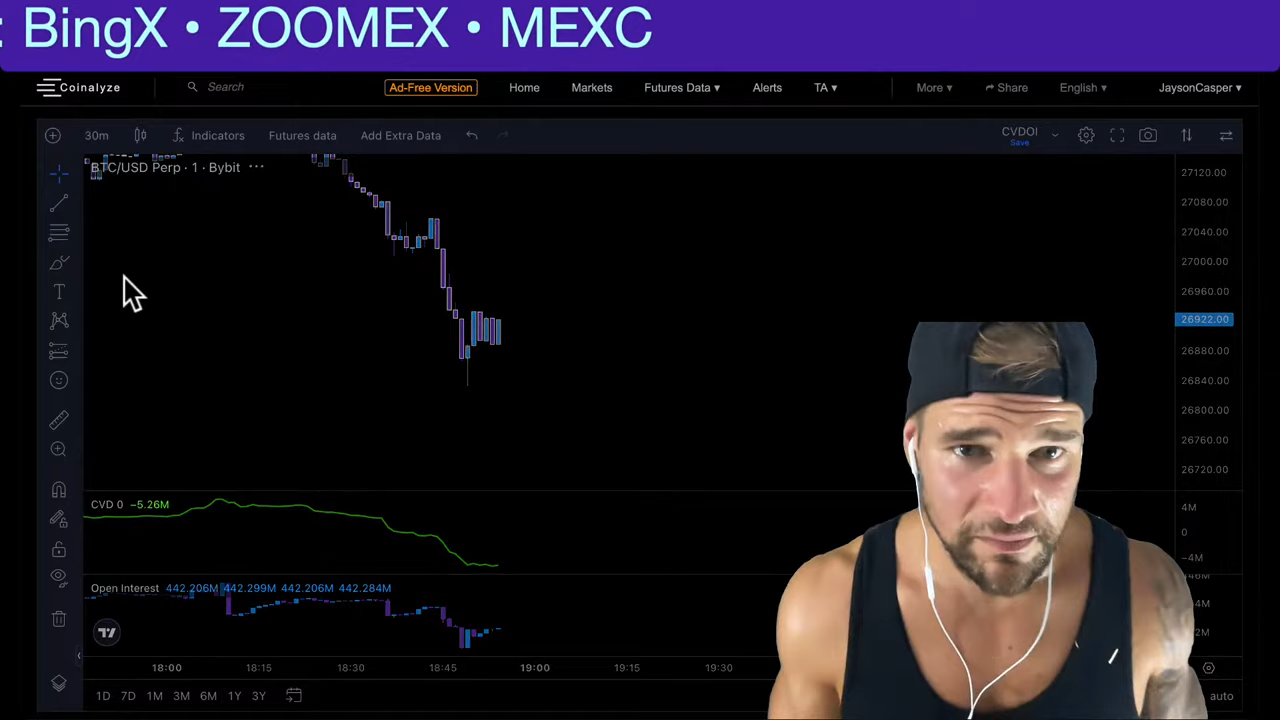 : BingX • ZOOMEX • MEXC
Coinalyze Search Ad-Free Version Home Markets Futures Data ▾ Alerts TA ▾ More ▾ Share English ▾ JaysonCasper ▾
30m Indicators Futures data Add Extra Data CVDOI
Save
BTC/USD Perp · 1 · Bybit ···
27120.00
27080.00
27040.00
27000.00
26960.00
26922.00
26880.00
26840.00
26800.00
26760.00
26720.00
CVD 0 −5.26M
4M
0
−4M
Open Interest 442.206M 442.299M 442.206M 442.284M
18:00 18:15 18:30 18:45 19:00 19:15 19:30
1D 7D 1M 3M 6M 1Y 3Y auto